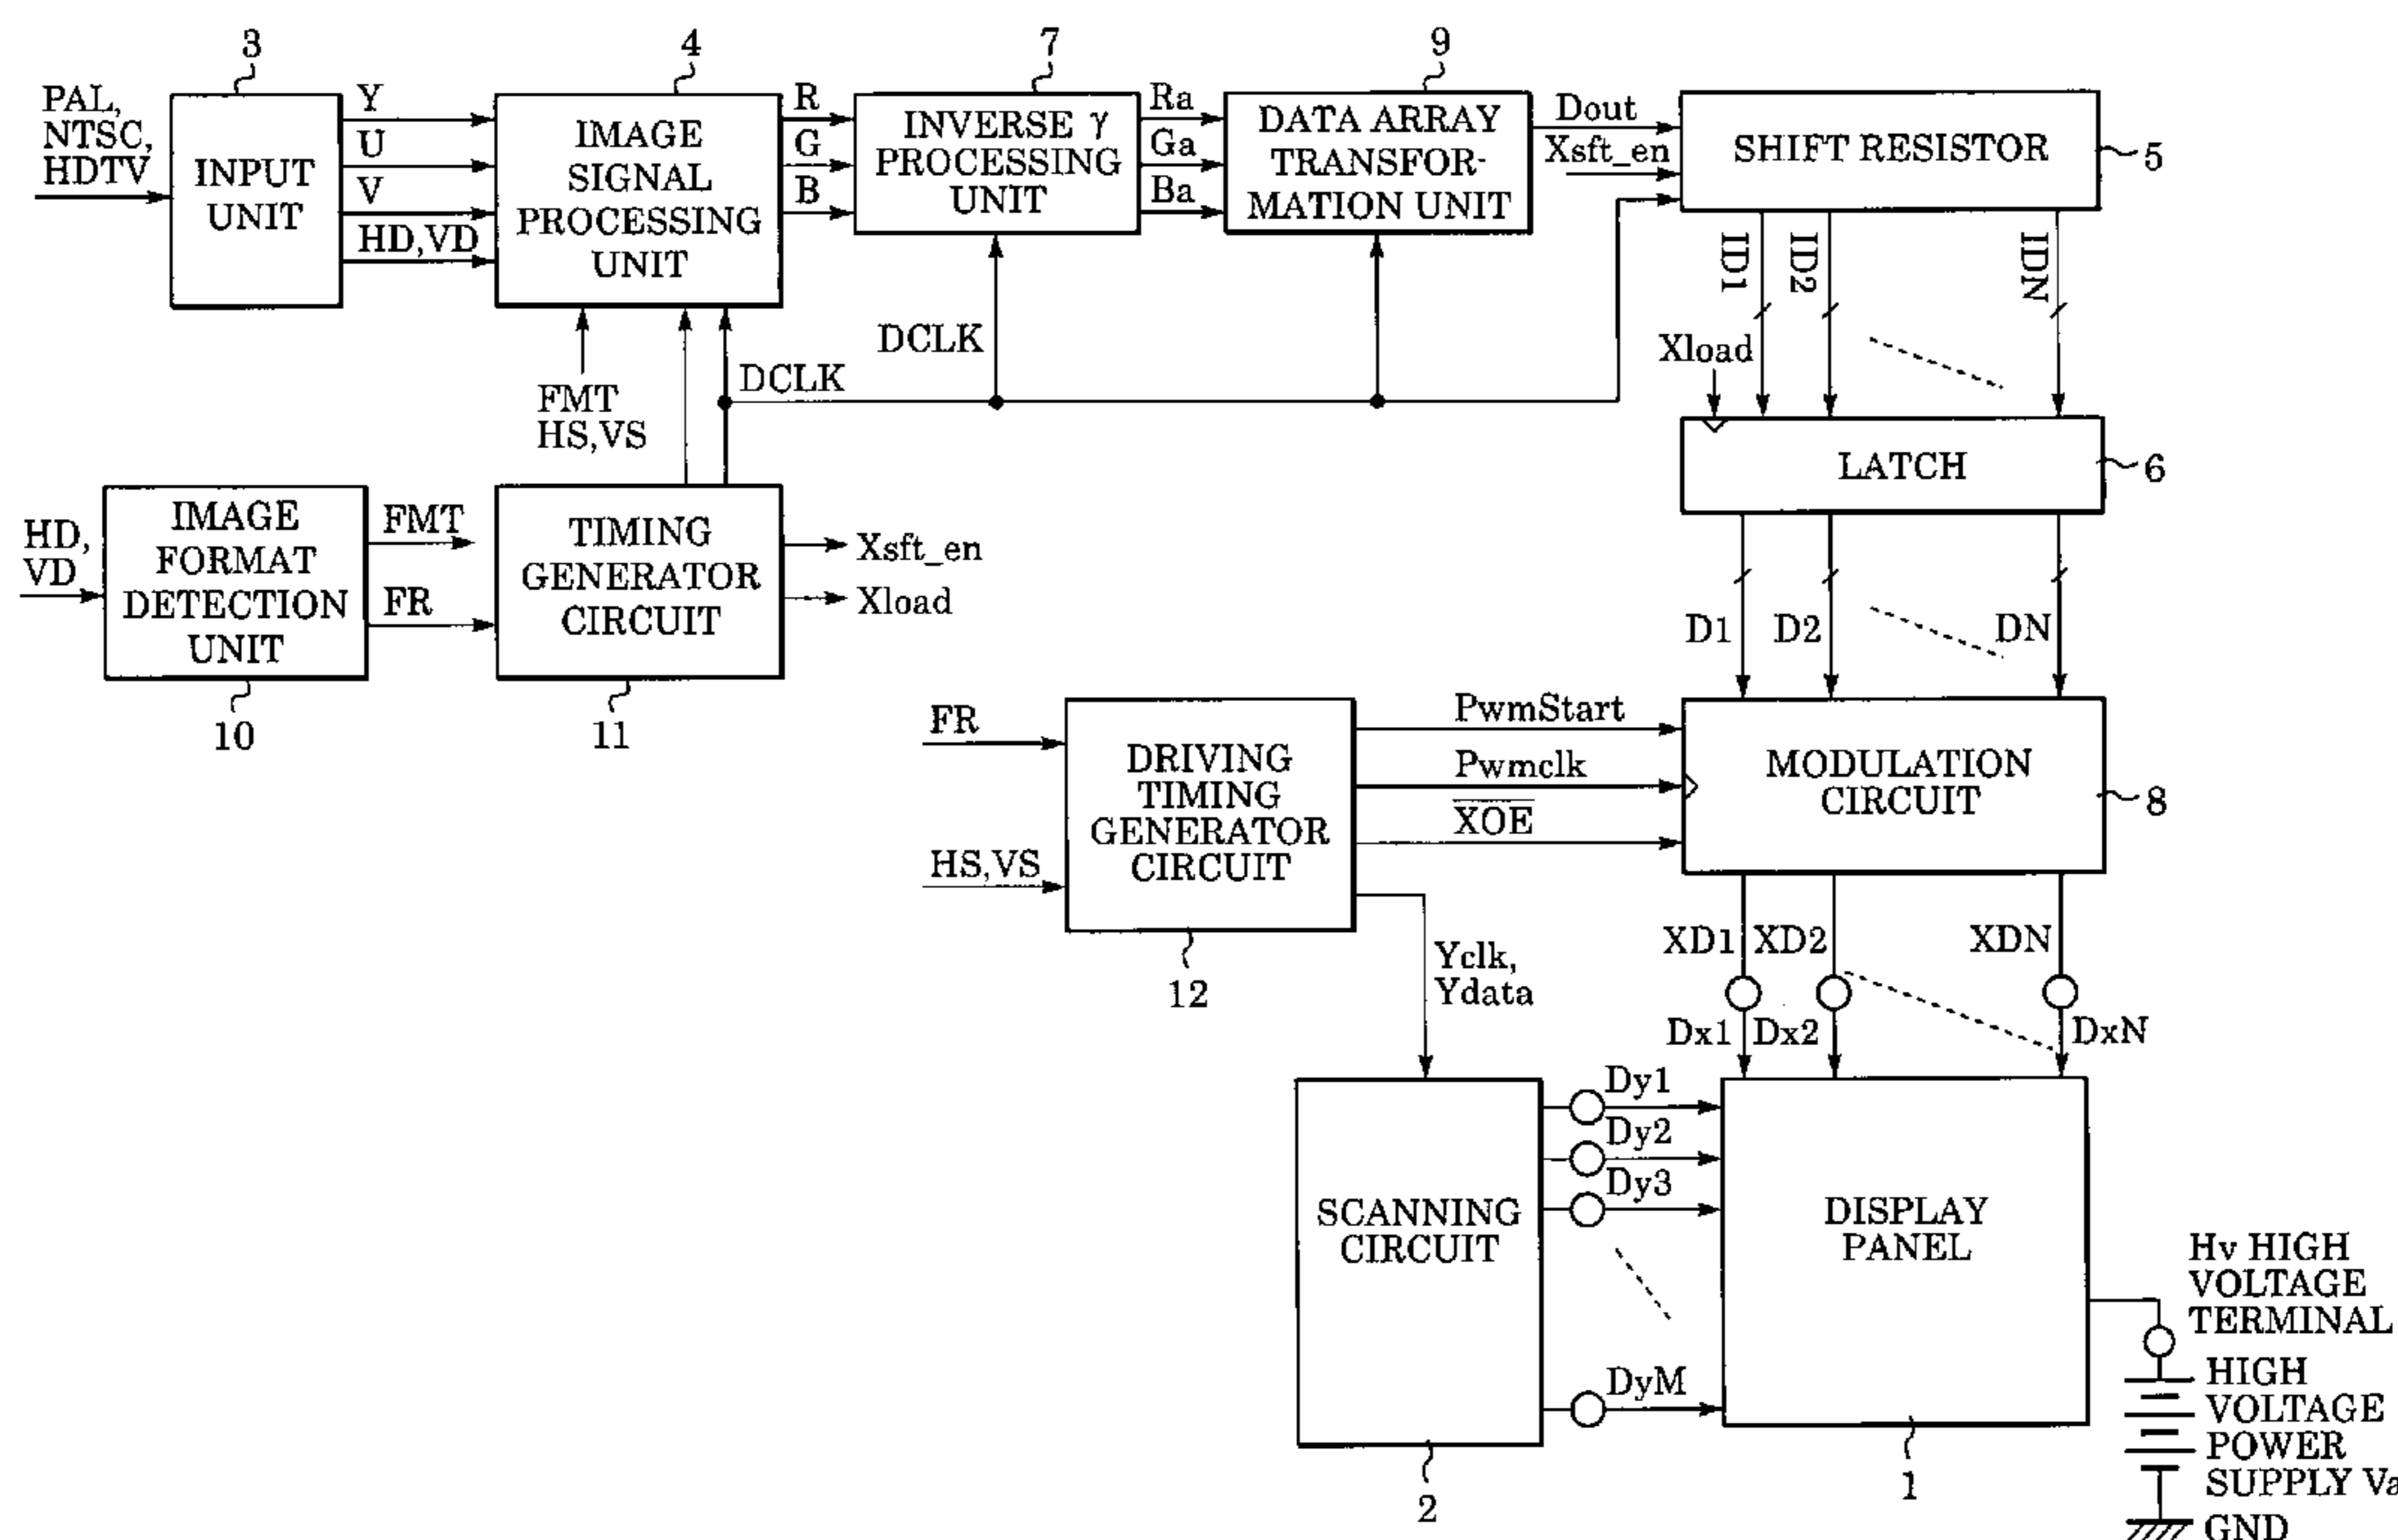 3
4
7
9
PAL,
NTSC,
HDTV
INPUT
UNIT
Y
U
V
HD,VD
IMAGE
SIGNAL
PROCESSING
UNIT
R
G
B
INVERSE γ
PROCESSING
UNIT
Ra
Ga
Ba
DATA ARRAY
TRANSFOR-
MATION UNIT
Dout
Xsft_en
SHIFT RESISTOR
5
ID1
ID2
IDN
Xload
FMT
HS,VS
DCLK
DCLK
LATCH
6
HD,
VD
IMAGE
FORMAT
DETECTION
UNIT
10
FMT
FR
TIMING
GENERATOR
CIRCUIT
11
Xsft_en
Xload
D1
D2
DN
FR
HS,VS
DRIVING
TIMING
GENERATOR
CIRCUIT
12
PwmStart
Pwmclk
XOE
MODULATION
CIRCUIT
8
Yclk,
Ydata
XD1
XD2
XDN
Dx1
Dx2
DxN
SCANNING
CIRCUIT
2
Dy1
Dy2
Dy3
DyM
DISPLAY
PANEL
1
Hv HIGH
VOLTAGE
TERMINAL
HIGH
VOLTAGE
POWER
SUPPLY Va
GND